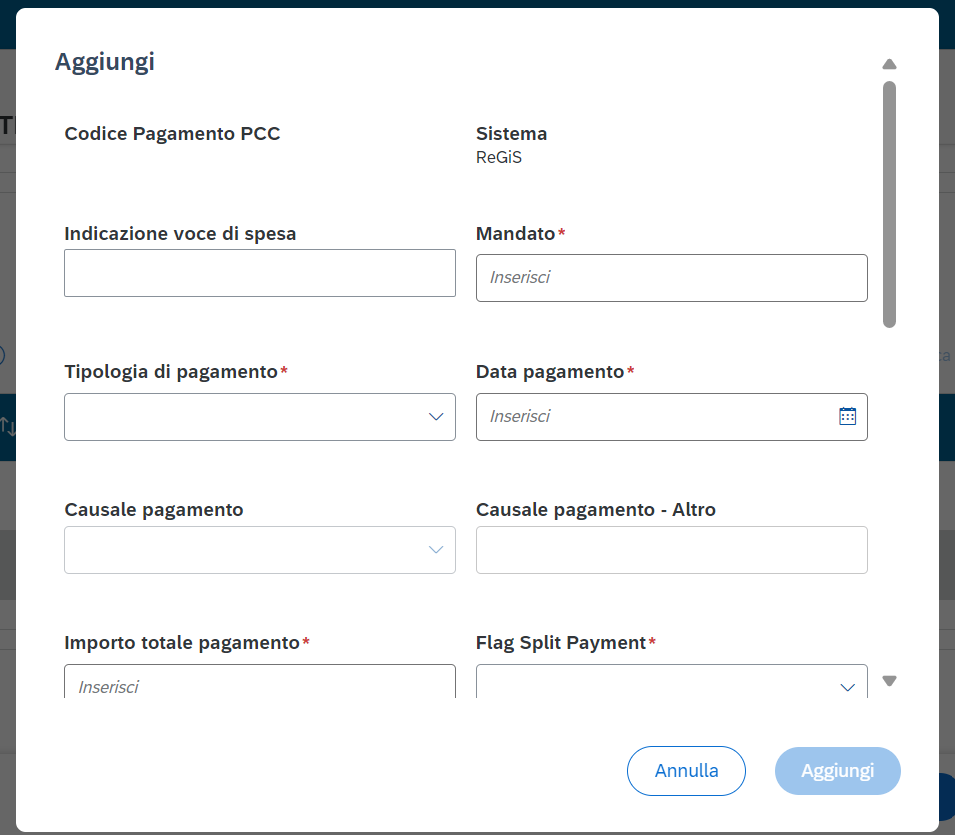 Aggiungi
Codice Pagamento PCC
Sistema
ReGiS
Indicazione voce di spesa
Mandato*
Inserisci
Tipologia di pagamento*
Data pagamento*
Inserisci
Causale pagamento
Causale pagamento - Altro
Importo totale pagamento*
Flag Split Payment*
Inserisci
Annulla
Aggiungi